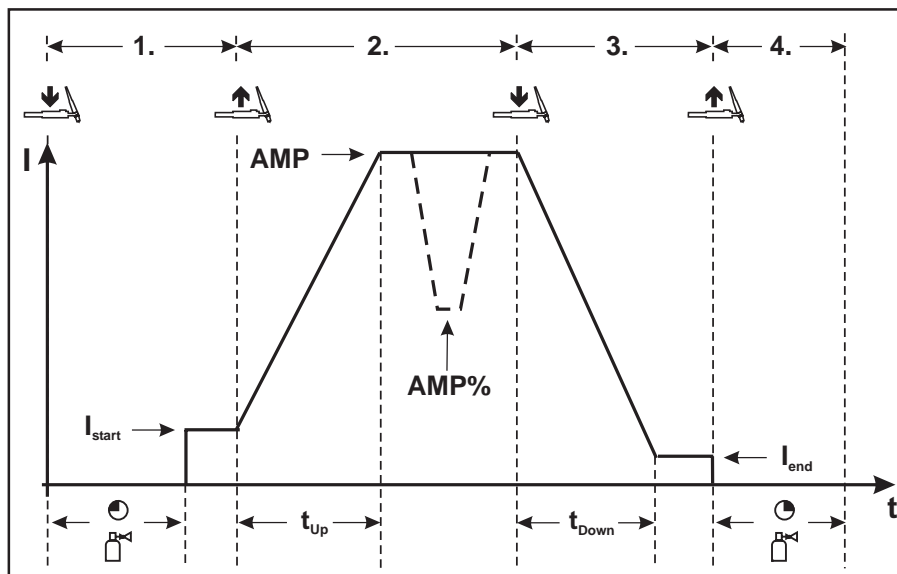 1. 2. 3. 4.
I
AMP
AMP%
Istart
Iend
t
tUp
tDown